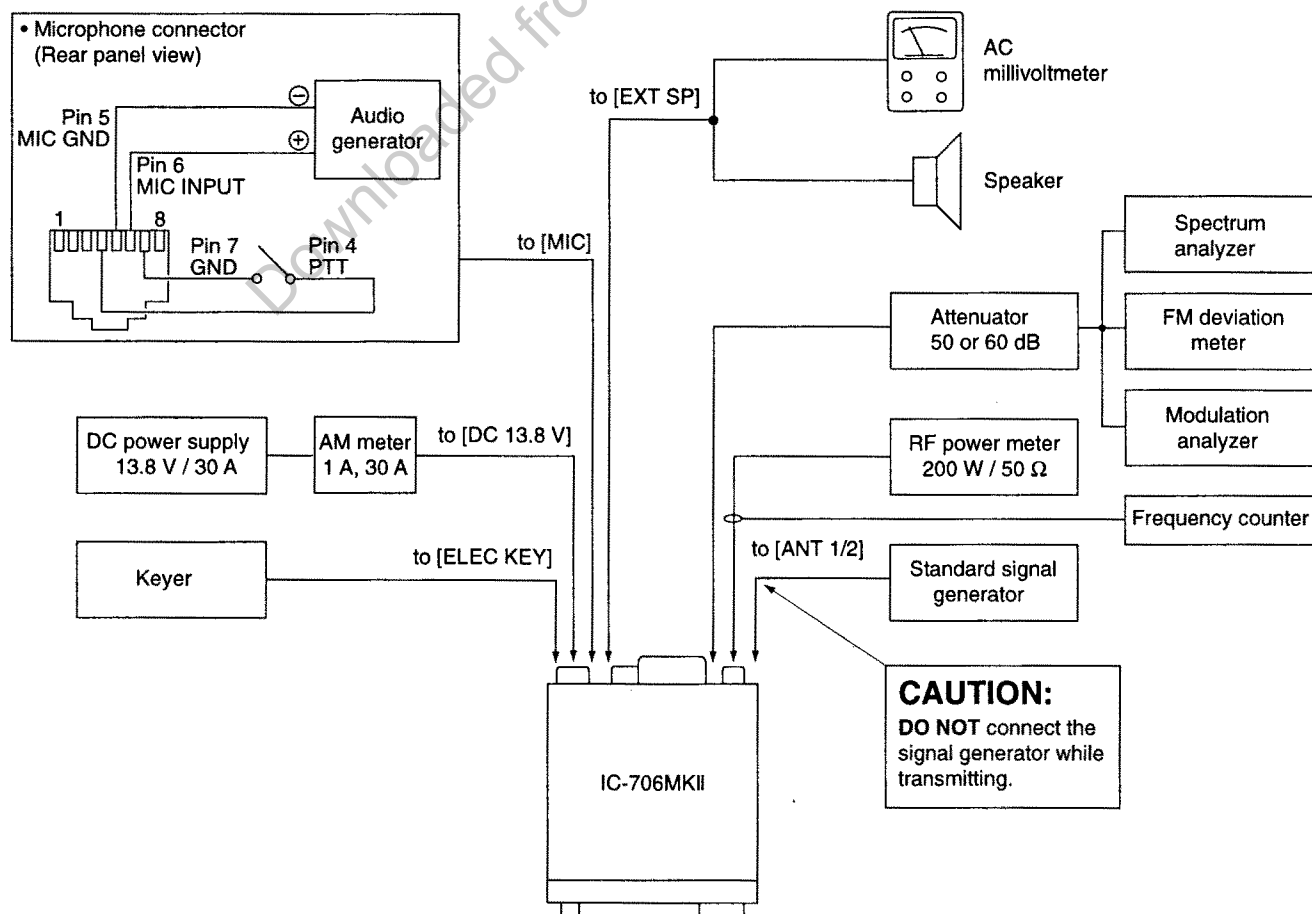 • Microphone connector
(Rear panel view)
Pin 5
MIC GND
⊖
⊕
Audio
generator
Pin 6
MIC INPUT
1
8
Pin 7
GND
Pin 4
PTT
to [MIC]
to [EXT SP]
AC
millivoltmeter
Speaker
Spectrum
analyzer
Attenuator
50 or 60 dB
FM deviation
meter
Modulation
analyzer
DC power supply
13.8 V / 30 A
AM meter
1 A, 30 A
to [DC 13.8 V]
RF power meter
200 W / 50 Ω
Frequency counter
Keyer
to [ELEC KEY]
to [ANT 1/2]
Standard signal
generator
CAUTION:
DO NOT connect the
signal generator while
transmitting.
IC-706MKII
Downloaded fro